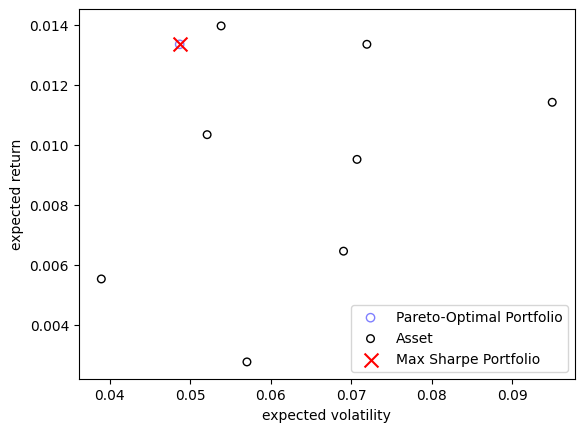 0.014
0.012
0.010
0.008
0.006
0.004
expected return
Pareto-Optimal Portfolio
Asset
Max Sharpe Portfolio
0.04 0.05 0.06 0.07 0.08 0.09
expected volatility